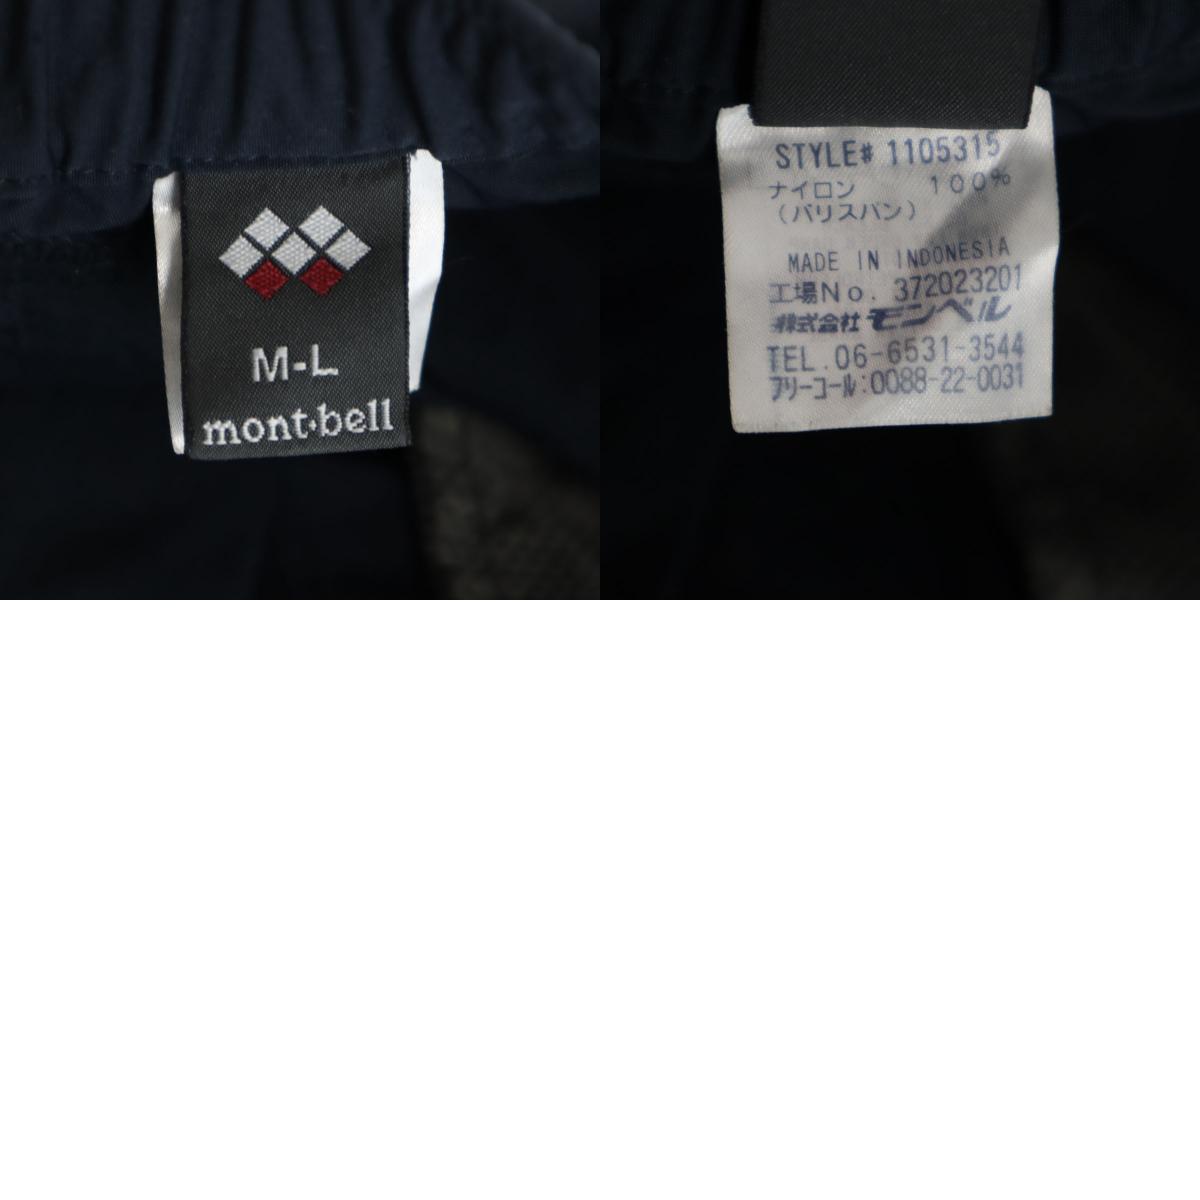 M-L
mont·bell
STYLE# 1105315
ナイロン 100%
(バリスパン)
MADE IN INDONESIA
工場No. 372023201
株式会社 モンベル
TEL.06-6531-3544
フリーコール:0088-22-0031